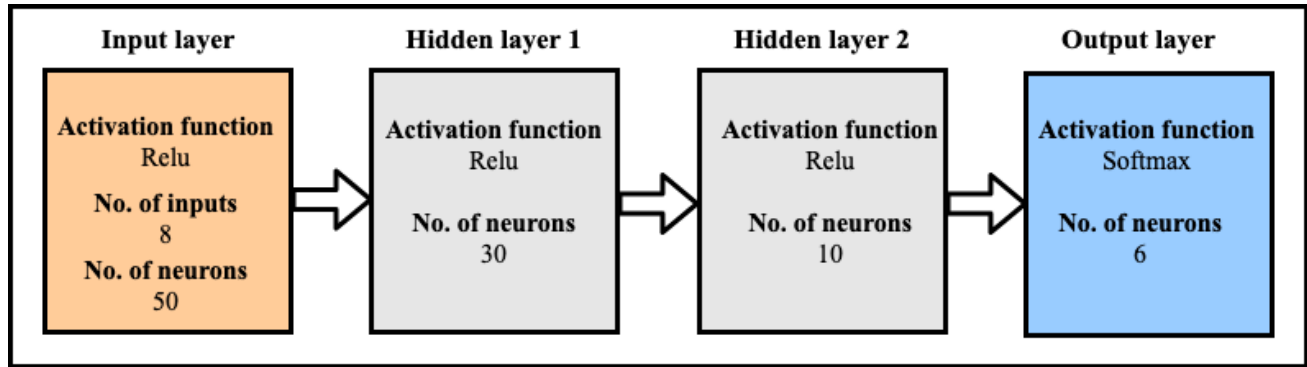 Input layer
Activation function
Relu
No. of inputs
8
No. of neurons
50
Hidden layer 1
Activation function
Relu
No. of neurons
30
Hidden layer 2
Activation function
Relu
No. of neurons
10
Output layer
Activation function
Softmax
No. of neurons
6